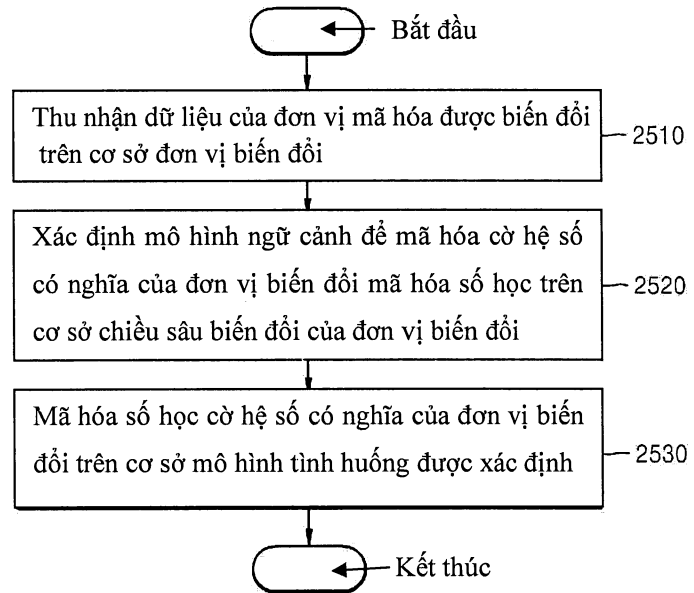 Bắt đầu
Thu nhận dữ liệu của đơn vị mã hóa được biến đổi
trên cơ sở đơn vị biến đổi
2510
Xác định mô hình ngữ cảnh để mã hóa cờ hệ số
có nghĩa của đơn vị biến đổi mã hóa số học trên
cơ sở chiều sâu biến đổi của đơn vị biến đổi
2520
Mã hóa số học cờ hệ số có nghĩa của đơn vị biến
đổi trên cơ sở mô hình tình huống được xác định
2530
Kết thúc